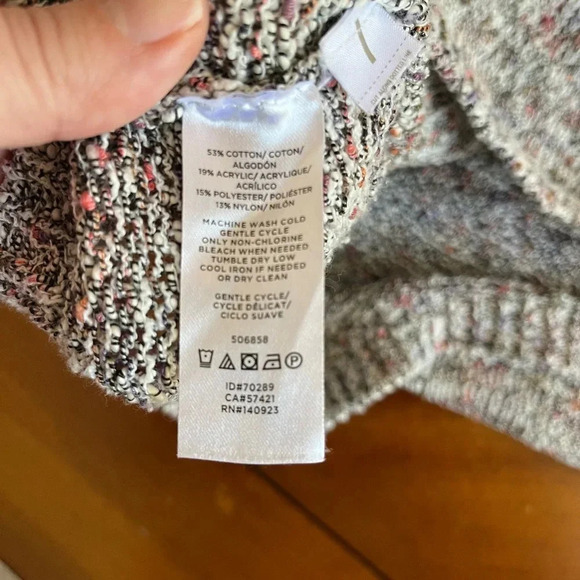 53% COTTON/ COTON/
ALGODÓN
19% ACRYLIC/ ACRYLIQUE/
ACRÍLICO
15% POLYESTER/ POLIÉSTER
13% NYLON/ NILÓN
MACHINE WASH COLD
GENTLE CYCLE
ONLY NON-CHLORINE
BLEACH WHEN NEEDED
TUMBLE DRY LOW
COOL IRON IF NEEDED
OR DRY CLEAN
GENTLE CYCLE/
CYCLE DÉLICAT/
CICLO SUAVE
506858
ID#70289
CA#57421
RN#140923